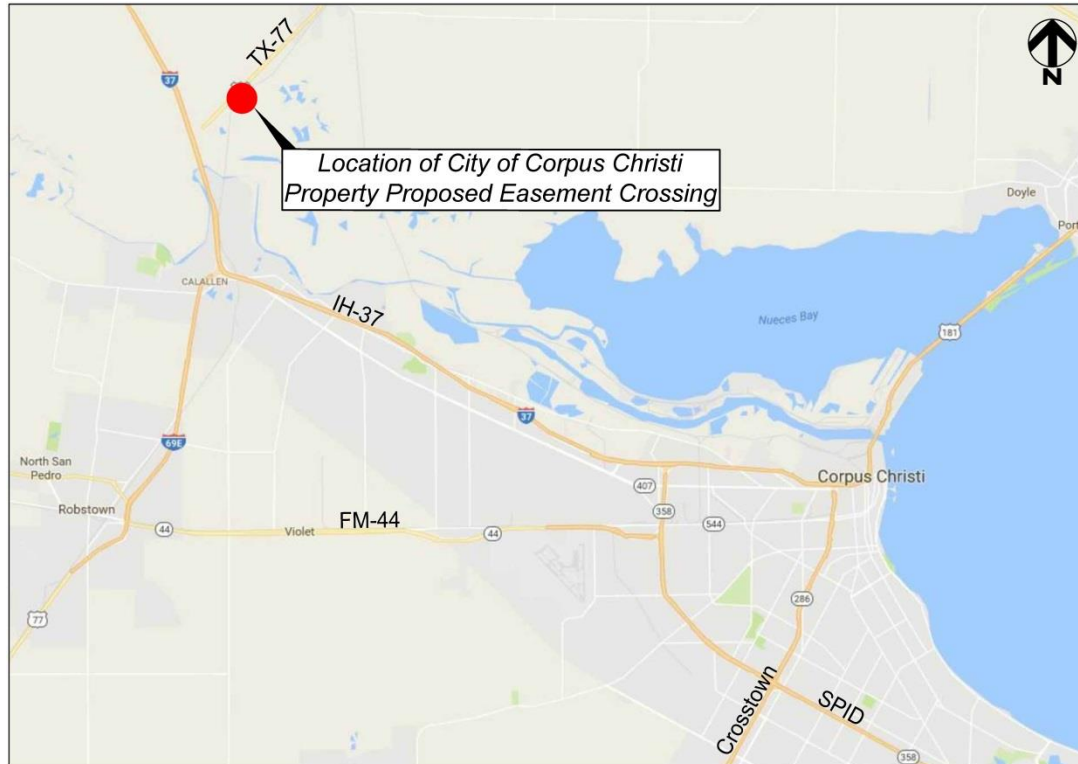 TX-77
37
N
Location of City of Corpus Christi
Property Proposed Easement Crossing
Doyle
Port
CALALLEN
IH-37
Nueces Bay
181
37
69E
North San
Pedro
Corpus Christi
407
Robstown
358
44
Violet
FM-44
44
544
77
286
Crosstown
SPID
358